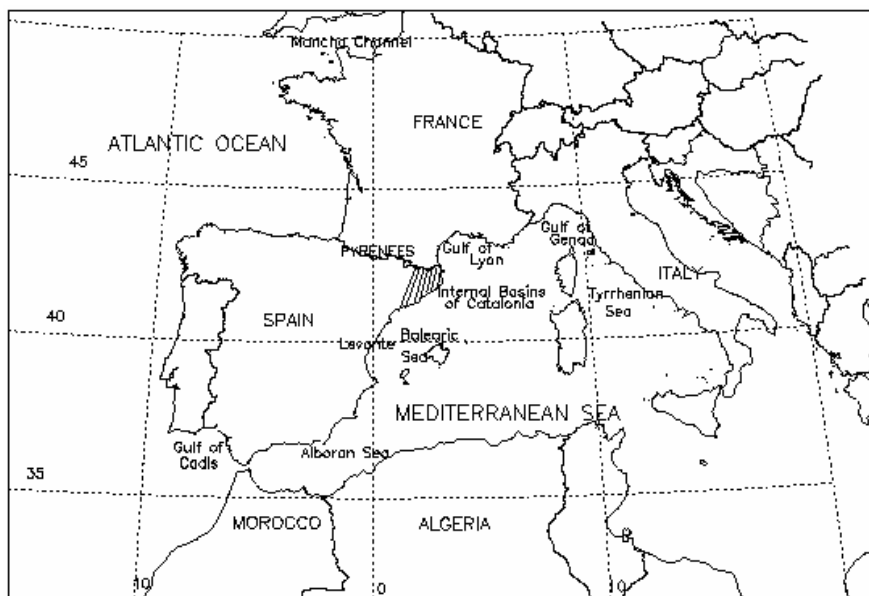 Mancha Channel
FRANCE
ATLANTIC OCEAN
45
PYRENEES
Gulf of
Lyon
Gulf of
Genoa
ITALY
Internal Basins
of Catalonia
Tyrrhenian
Sea
40
SPAIN
Levante
Balearic
Sea
MEDITERRANEAN SEA
Gulf of
Cadis
Alboran Sea
35
MOROCCO
ALGERIA
10
0
10